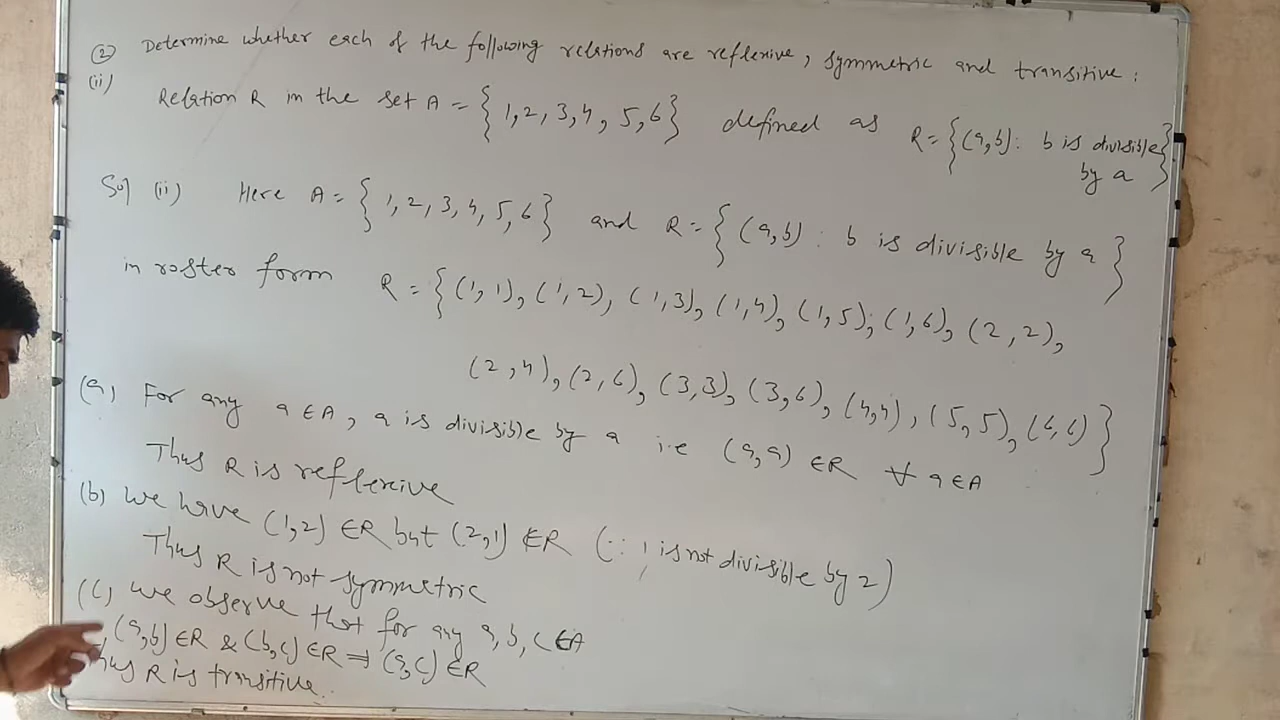 ② Determine whether each of the following relations are reflexive, symmetric and transitive:
(ii) Relation R in the set A = {1, 2, 3, 4, 5, 6} defined as R = {(a, b): b is divisible by a}
Sol (ii) Here A = {1, 2, 3, 4, 5, 6} and R = {(a, b): b is divisible by a}
in roster form R = {(1, 1), (1, 2), (1, 3), (1, 4), (1, 5), (1, 6), (2, 2),
(2, 4), (2, 6), (3, 3), (3, 6), (4, 4), (5, 5), (6, 6)}
(a) For any a ∈ A, a is divisible by a i.e (a, a) ∈ R ∀ a ∈ A
Thus R is reflexive
(b) We have (1, 2) ∈ R but (2, 1) ∉ R (∵ 1 is not divisible by 2)
Thus R is not symmetric
(c) We observe that for any a, b, c ∈ A
(a, b) ∈ R & (b, c) ∈ R ⇒ (a, c) ∈ R
Thus R is transitive.